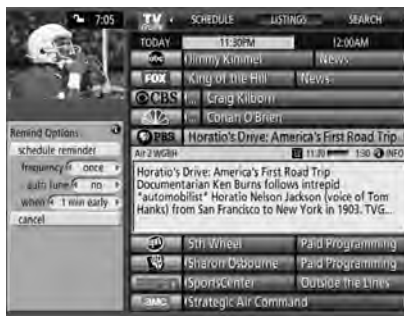 7:05 TV SCHEDULE LISTINGS SEARCH
TODAY 11:30PM 12:00AM
abc Jimmy Kimmel News
FOX King of the Hill News
CBS ... Craig Kilborn
... Conan O'Brien
PBS Horatio's Drive: America's First Road Trip
Air 2 WGBH 11:20 1:30 INFO
Horatio's Drive: America's First Road Trip
Documentarian Ken Burns follows intrepid
"automobilist" Horatio Nelson Jackson (voice of Tom
Hanks) from San Francisco to New York in 1903. TVG...
Remind Options
schedule reminder
frequency once
auto tune no
when 1 min early
cancel
5th Wheel Paid Programming
Sharon Osbourne Paid Programming
SportsCenter Outside the Lines
amc Strategic Air Command